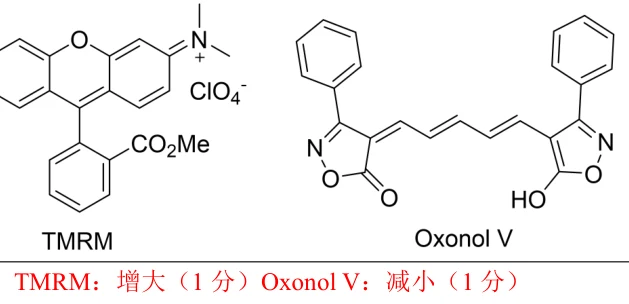 O
N
+
ClO4-
CO2Me
TMRM
N
O
O
HO
N
O
Oxonol V
TMRM：增大（1 分）Oxonol V：减小（1 分）